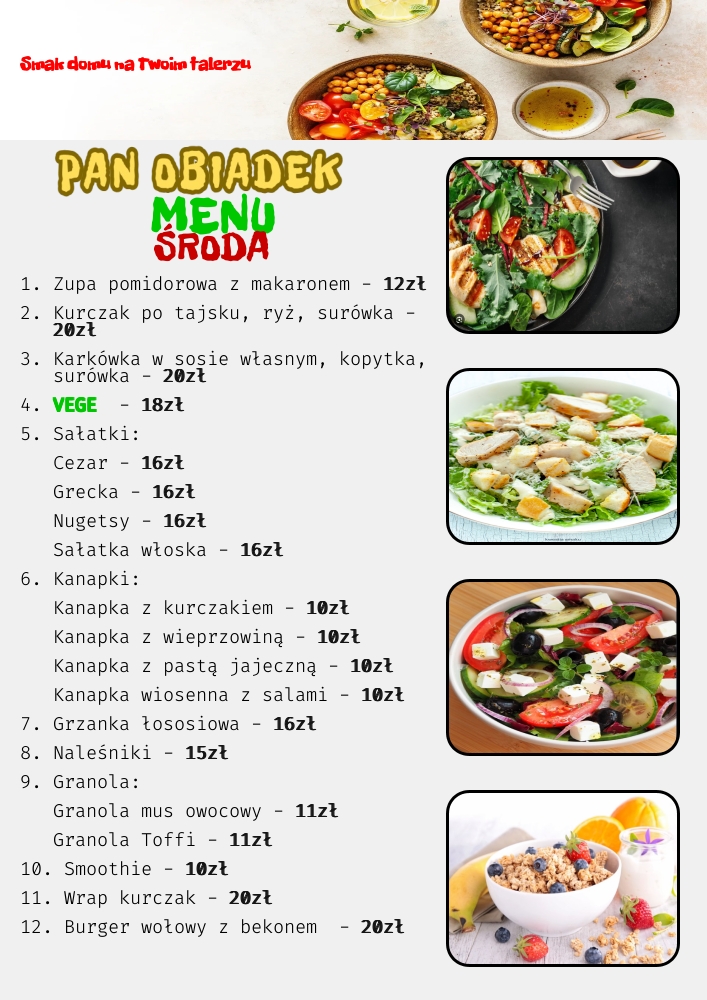 Smak domu na Twoim talerzu
PAN OBIADEK
MENU
ŚRODA
1. Zupa pomidorowa z makaronem - 12zł
2. Kurczak po tajsku, ryż, surówka -
20zł
3. Karkówka w sosie własnym, kopytka,
surówka - 20zł
4. VEGE - 18zł
5. Sałatki:
Cezar - 16zł
Grecka - 16zł
Nugetsy - 16zł
Sałatka włoska - 16zł
6. Kanapki:
Kanapka z kurczakiem - 10zł
Kanapka z wieprzowiną - 10zł
Kanapka z pastą jajeczną - 10zł
Kanapka wiosenna z salami - 10zł
7. Grzanka łososiowa - 16zł
8. Naleśniki - 15zł
9. Granola:
Granola mus owocowy - 11zł
Granola Toffi - 11zł
10. Smoothie - 10zł
11. Wrap kurczak - 20zł
12. Burger wołowy z bekonem - 20zł